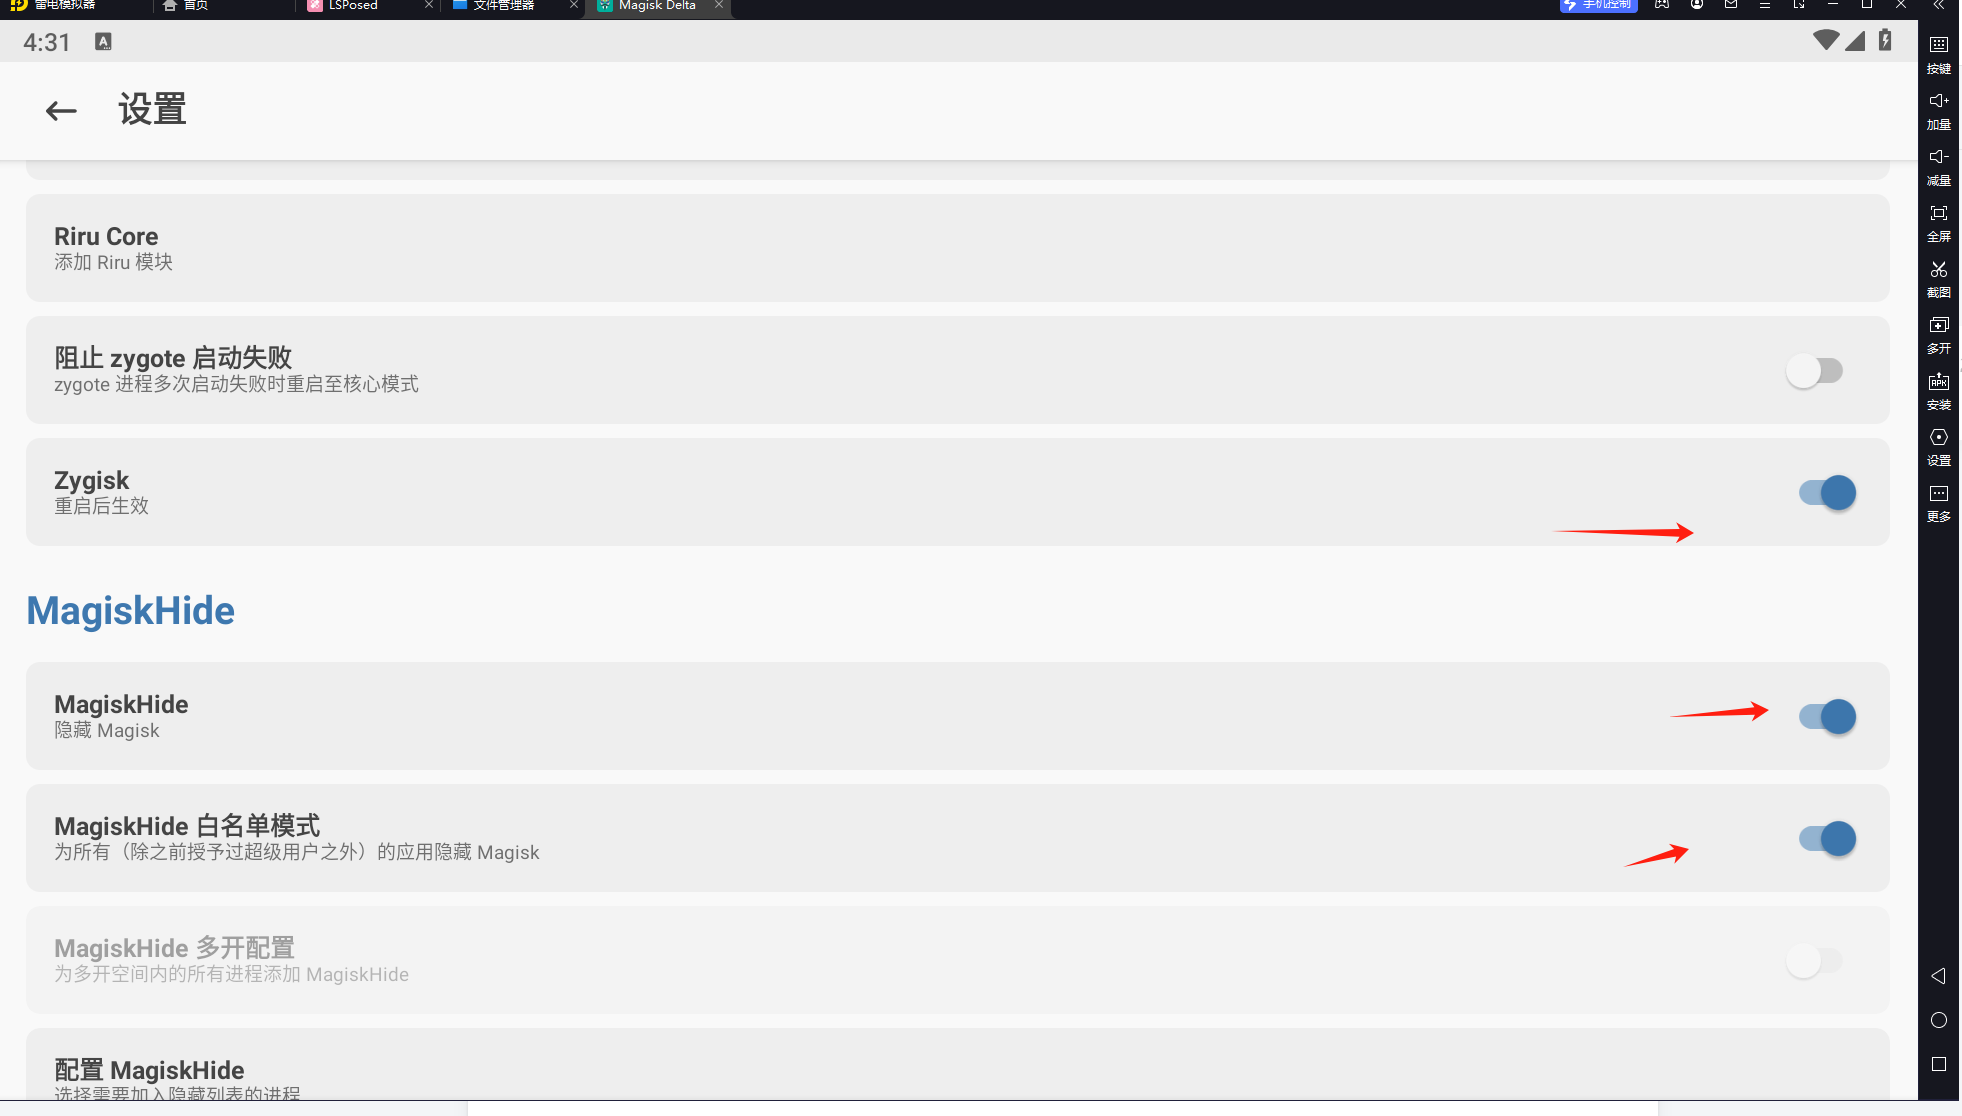 雷电模拟器
首页
LSPosed
文件管理器
Magisk Delta
手机控制
4:31
A
设置
Riru Core
添加 Riru 模块
阻止 zygote 启动失败
zygote 进程多次启动失败时重启至核心模式
Zygisk
重启后生效
MagiskHide
MagiskHide
隐藏 Magisk
MagiskHide 白名单模式
为所有（除之前授予过超级用户之外）的应用隐藏 Magisk
MagiskHide 多开配置
为多开空间内的所有进程添加 MagiskHide
配置 MagiskHide
选择需要加入隐藏列表的进程
按键
加量
减量
全屏
截图
多开
APK
安装
设置
更多